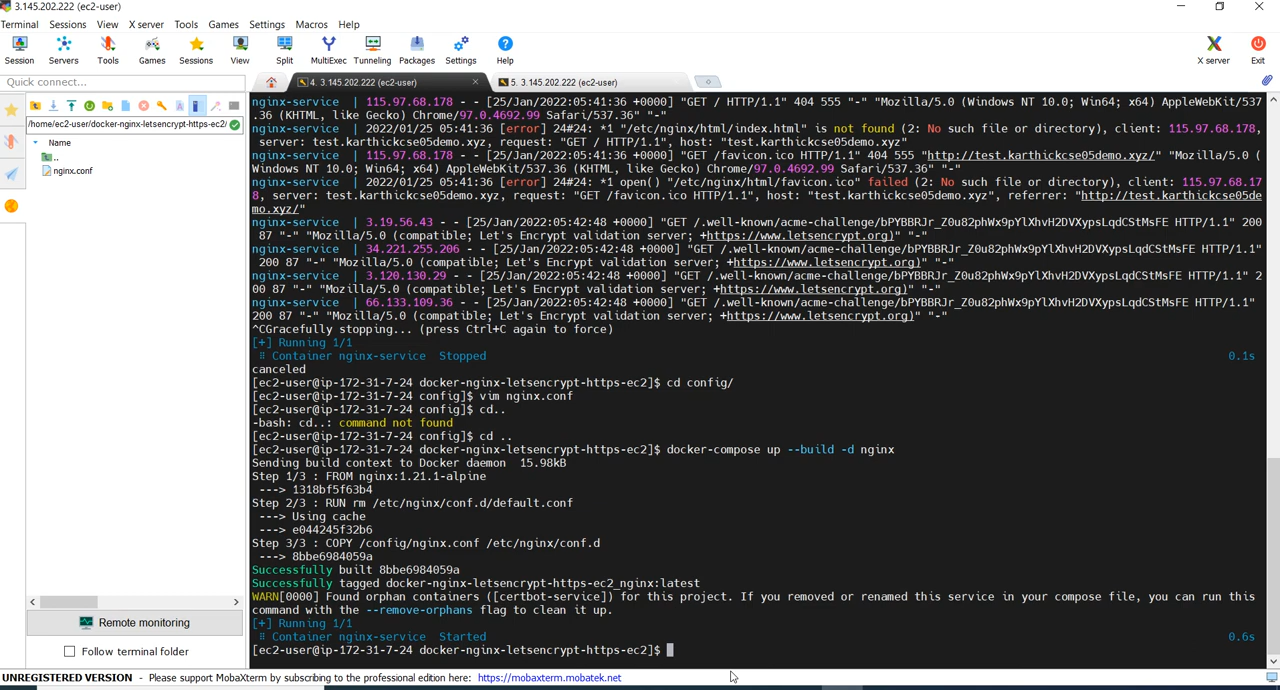 3.145.202.222 (ec2-user)
Terminal Sessions View X server Tools Games Settings Macros Help
Session Servers Tools Games Sessions View Split MultiExec Tunneling Packages Settings Help X server Exit
Quick connect...
4. 3.145.202.222 (ec2-user)
5. 3.145.202.222 (ec2-user)
/home/ec2-user/docker-nginx-letsencrypt-https-ec2/
Name
..
nginx.conf
nginx-service | 115.97.68.178 - - [25/Jan/2022:05:41:36 +0000] "GET / HTTP/1.1" 404 555 "-" "Mozilla/5.0 (Windows NT 10.0; Win64; x64) AppleWebKit/537
.36 (KHTML, like Gecko) Chrome/97.0.4692.99 Safari/537.36" "-"
nginx-service | 2022/01/25 05:41:36 [error] 24#24: *1 "/etc/nginx/html/index.html" is not found (2: No such file or directory), client: 115.97.68.178,
server: test.karthickcse05demo.xyz, request: "GET / HTTP/1.1", host: "test.karthickcse05demo.xyz"
nginx-service | 115.97.68.178 - - [25/Jan/2022:05:41:36 +0000] "GET /favicon.ico HTTP/1.1" 404 555 "http://test.karthickcse05demo.xyz/" "Mozilla/5.0 (
Windows NT 10.0; Win64; x64) AppleWebKit/537.36 (KHTML, like Gecko) Chrome/97.0.4692.99 Safari/537.36" "-"
nginx-service | 2022/01/25 05:41:36 [error] 24#24: *1 open() "/etc/nginx/html/favicon.ico" failed (2: No such file or directory), client: 115.97.68.17
8, server: test.karthickcse05demo.xyz, request: "GET /favicon.ico HTTP/1.1", host: "test.karthickcse05demo.xyz", referrer: "http://test.karthickcse05de
mo.xyz/"
nginx-service | 3.19.56.43 - - [25/Jan/2022:05:42:48 +0000] "GET /.well-known/acme-challenge/bPYBBRJr_Z0u82phWx9pYlXhvH2DVXypsLqdCStMsFE HTTP/1.1" 200
87 "-" "Mozilla/5.0 (compatible; Let's Encrypt validation server; +https://www.letsencrypt.org)" "-"
nginx-service | 34.221.255.206 - - [25/Jan/2022:05:42:48 +0000] "GET /.well-known/acme-challenge/bPYBBRJr_Z0u82phWx9pYlXhvH2DVXypsLqdCStMsFE HTTP/1.1"
200 87 "-" "Mozilla/5.0 (compatible; Let's Encrypt validation server; +https://www.letsencrypt.org)" "-"
nginx-service | 3.120.130.29 - - [25/Jan/2022:05:42:48 +0000] "GET /.well-known/acme-challenge/bPYBBRJr_Z0u82phWx9pYlXhvH2DVXypsLqdCStMsFE HTTP/1.1" 2
00 87 "-" "Mozilla/5.0 (compatible; Let's Encrypt validation server; +https://www.letsencrypt.org)" "-"
nginx-service | 66.133.109.36 - - [25/Jan/2022:05:42:48 +0000] "GET /.well-known/acme-challenge/bPYBBRJr_Z0u82phWx9pYlXhvH2DVXypsLqdCStMsFE HTTP/1.1"
200 87 "-" "Mozilla/5.0 (compatible; Let's Encrypt validation server; +https://www.letsencrypt.org)" "-"
^CGracefully stopping... (press Ctrl+C again to force)
[+] Running 1/1
⠿ Container nginx-service Stopped 0.1s
canceled
[ec2-user@ip-172-31-7-24 docker-nginx-letsencrypt-https-ec2]$ cd config/
[ec2-user@ip-172-31-7-24 config]$ vim nginx.conf
[ec2-user@ip-172-31-7-24 config]$ cd..
-bash: cd..: command not found
[ec2-user@ip-172-31-7-24 config]$ cd ..
[ec2-user@ip-172-31-7-24 docker-nginx-letsencrypt-https-ec2]$ docker-compose up --build -d nginx
Sending build context to Docker daemon 15.98kB
Step 1/3 : FROM nginx:1.21.1-alpine
---> 1318bf5f63b4
Step 2/3 : RUN rm /etc/nginx/conf.d/default.conf
---> Using cache
---> e044245f32b6
Step 3/3 : COPY /config/nginx.conf /etc/nginx/conf.d
---> 8bbe6984059a
Successfully built 8bbe6984059a
Successfully tagged docker-nginx-letsencrypt-https-ec2_nginx:latest
WARN[0000] Found orphan containers ([certbot-service]) for this project. If you removed or renamed this service in your compose file, you can run this
command with the --remove-orphans flag to clean it up.
[+] Running 1/1
⠿ Container nginx-service Started 0.6s
[ec2-user@ip-172-31-7-24 docker-nginx-letsencrypt-https-ec2]$
Remote monitoring
Follow terminal folder
UNREGISTERED VERSION - Please support MobaXterm by subscribing to the professional edition here: https://mobaxterm.mobatek.net